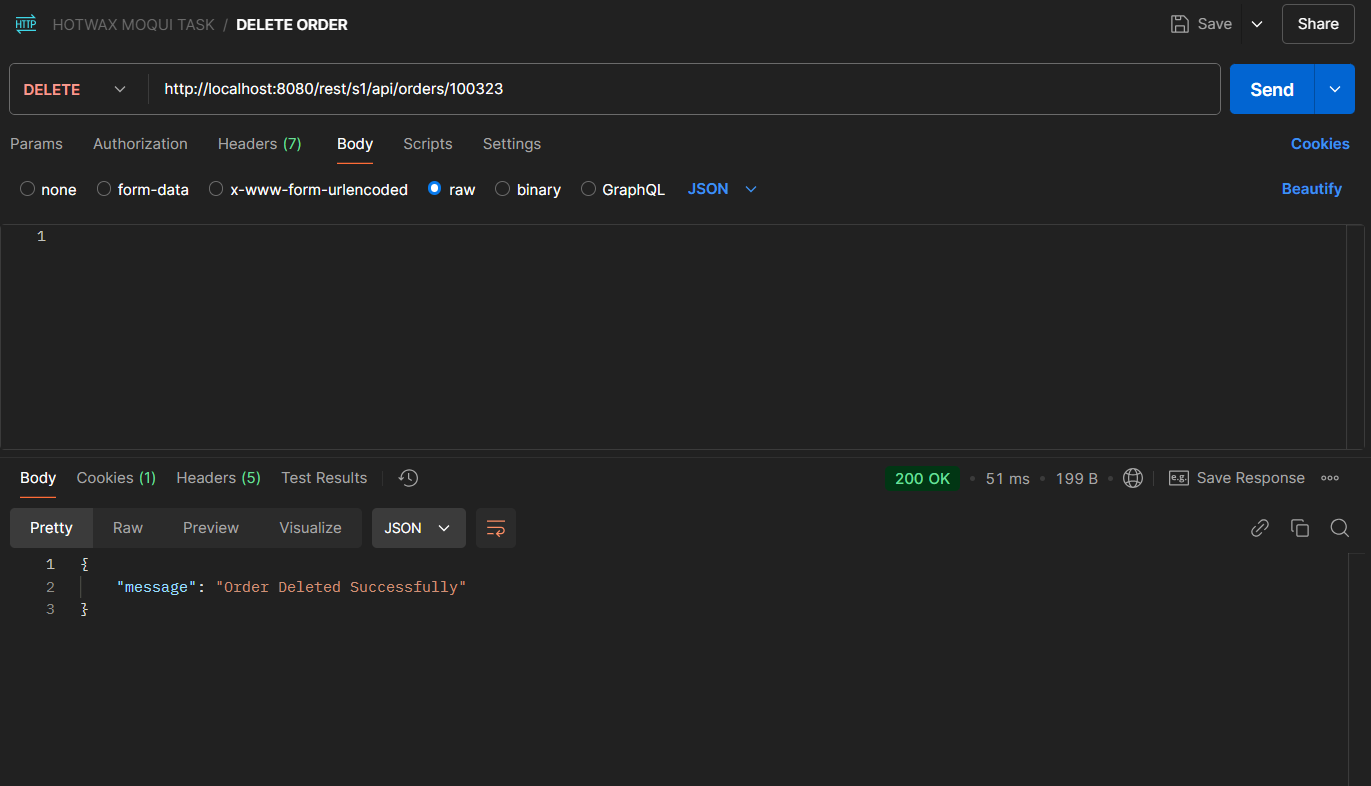 HTTP HOTWAX MOQUI TASK / DELETE ORDER Save Share
DELETE http://localhost:8080/rest/s1/api/orders/100323 Send
Params Authorization Headers (7) Body Scripts Settings Cookies
none form-data x-www-form-urlencoded raw binary GraphQL JSON Beautify
1
Body Cookies (1) Headers (5) Test Results 200 OK • 51 ms • 199 B • e.g. Save Response
Pretty Raw Preview Visualize JSON
1 {
2 "message": "Order Deleted Successfully"
3 }